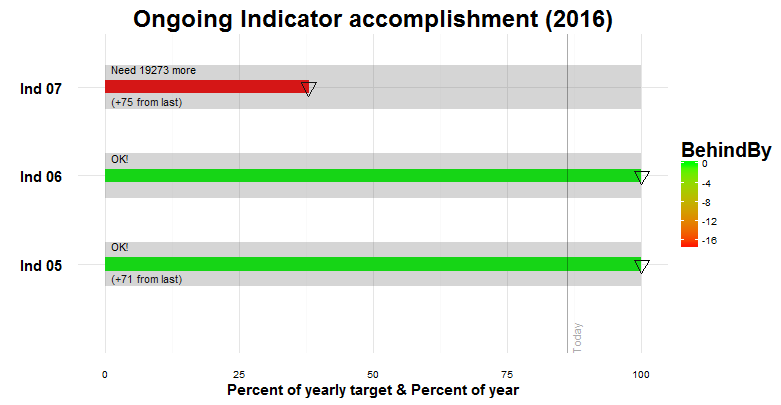 Ongoing Indicator accomplishment (2016)
Need 19273 more
Ind 07
(+75 from last)
OK!
Ind 06
OK!
Ind 05
(+71 from last)
Today
0 25 50 75 100
Percent of yearly target & Percent of year
BehindBy
0
-4
-8
-12
-16